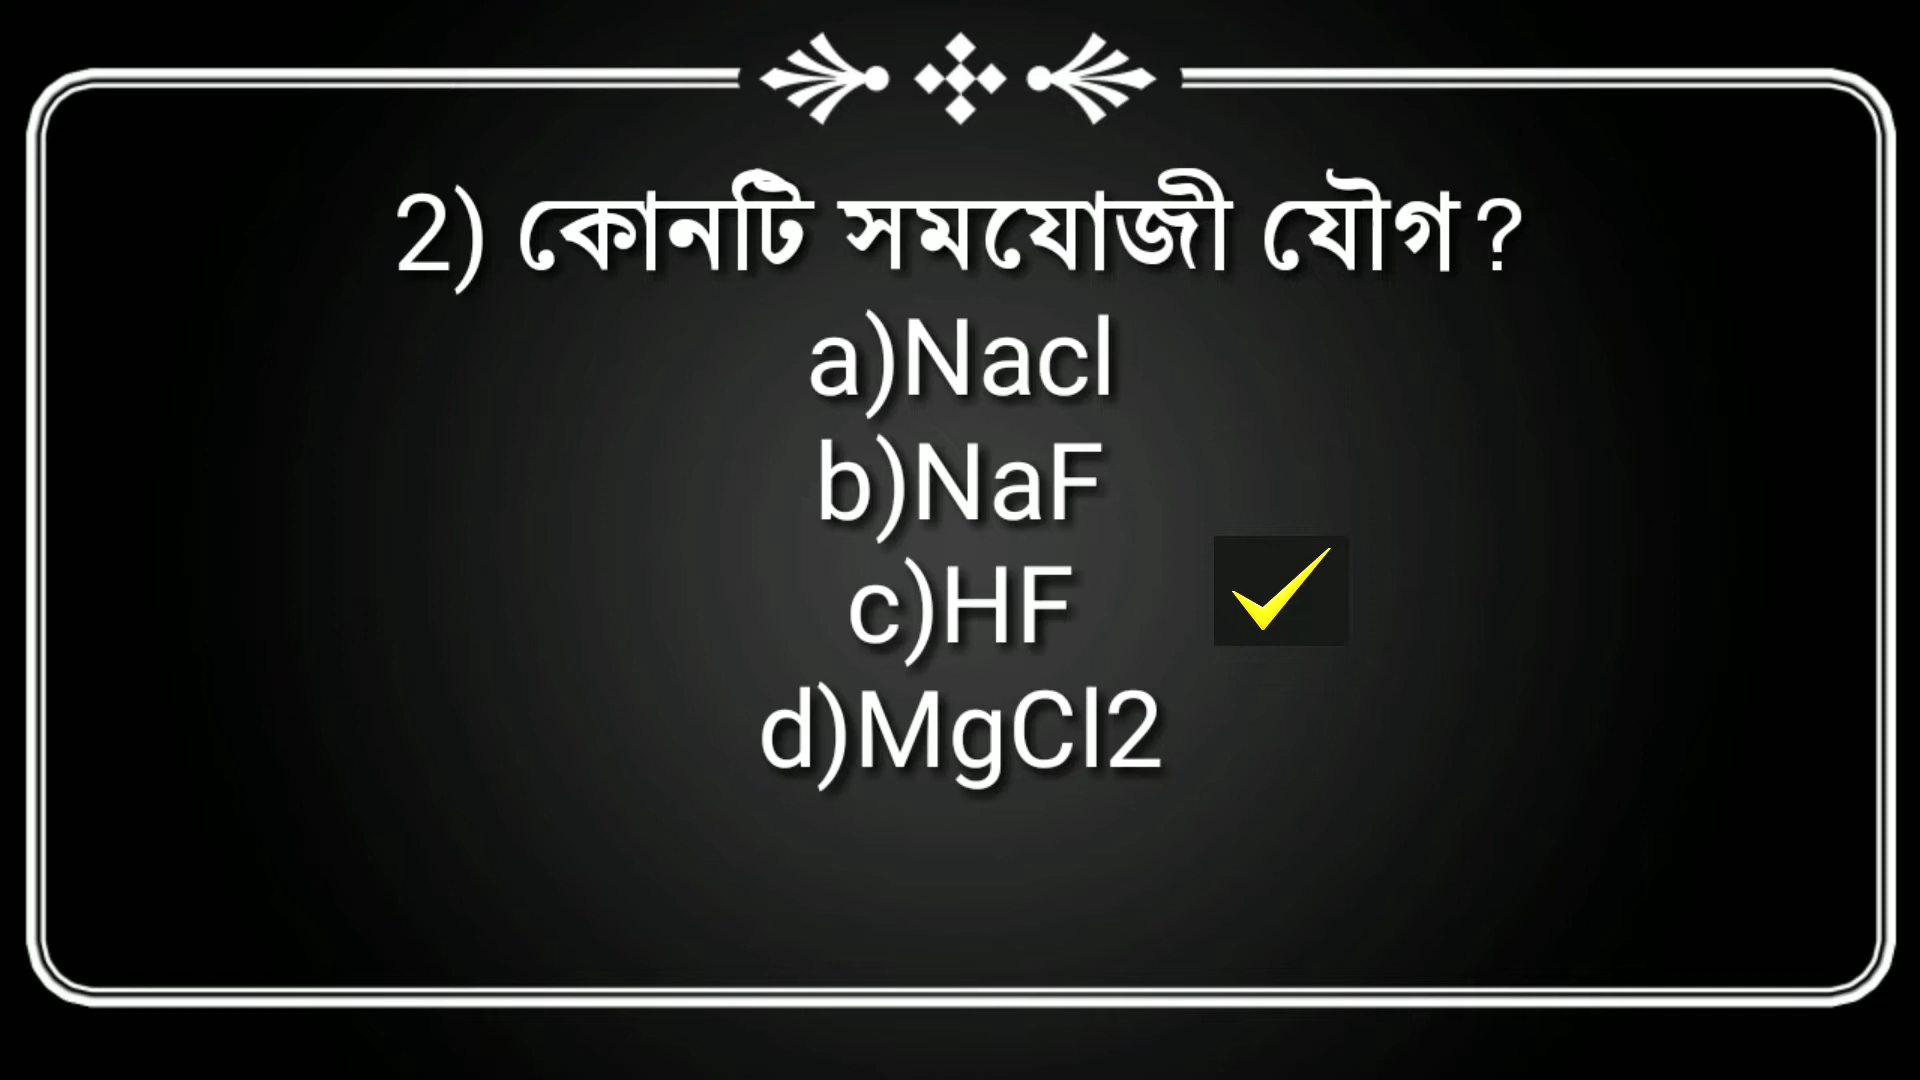 2) কোনটি সমযোজী যৌগ ?
a)Nacl
b)NaF
c)HF
d)MgCl2